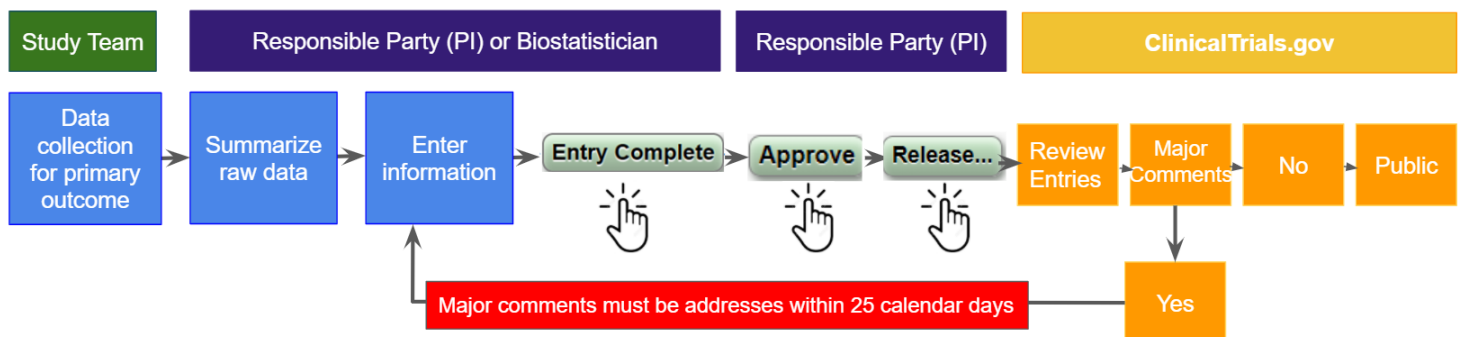 Study Team
Responsible Party (PI) or Biostatistician
Responsible Party (PI)
ClinicalTrials.gov
Data
collection
for primary
outcome
Summarize
raw data
Enter
information
Entry Complete
Approve
Release...
Review
Entries
Major
Comments
No
Public
Major comments must be addresses within 25 calendar days
Yes